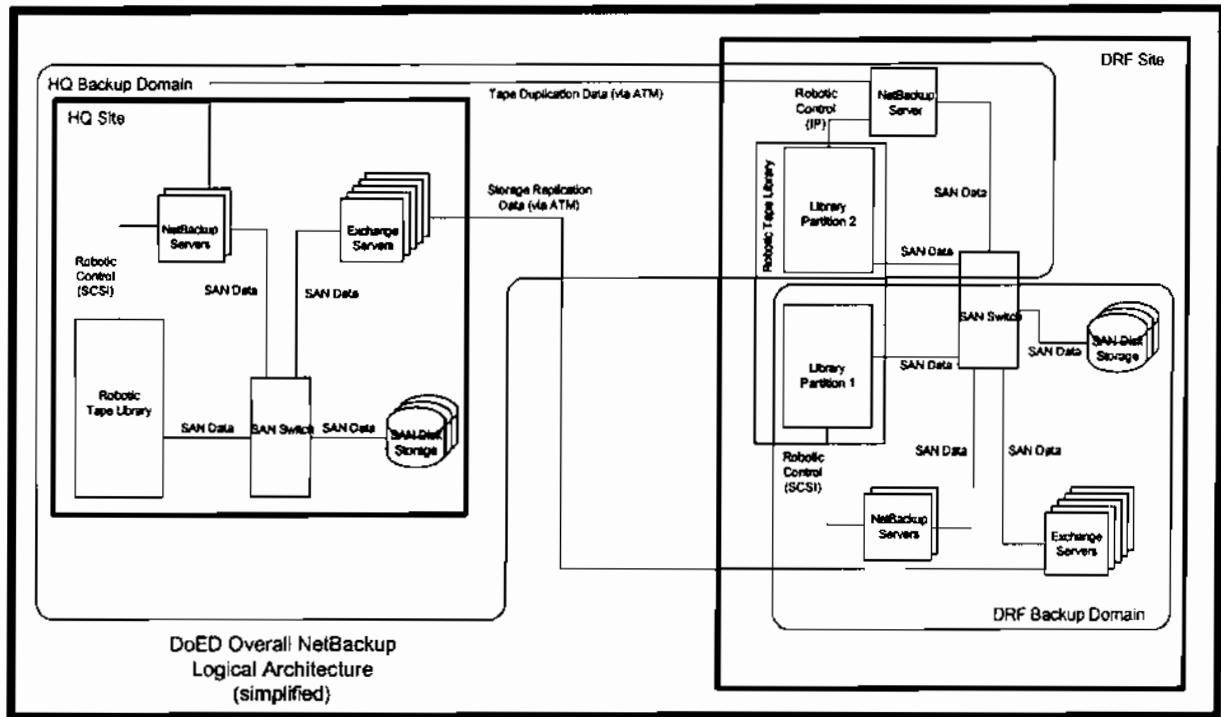 DRF Site
HQ Backup Domain
Tape Duplication Data (via ATM)
Robotic
Control
(IP)
NetBackup
Server
HQ Site
Storage Replication
Data (via ATM)
NetBackup
Servers
Exchange
Servers
Robotic
Control
(SCSI)
SAN Data
SAN Data
Robotic Tape Library
Library
Partition 2
SAN Data
SAN Data
SAN Switch
SAN Disk
Storage
SAN Data
Library
Partition 1
SAN Data
Robotic
Tape Library
SAN Data
SAN Switch
SAN Data
SAN Disk
Storage
SAN Data
SAN Data
Robotic
Control
(SCSI)
NetBackup
Servers
Exchange
Servers
DRF Backup Domain
DoED Overall NetBackup
Logical Architecture
(simplified)